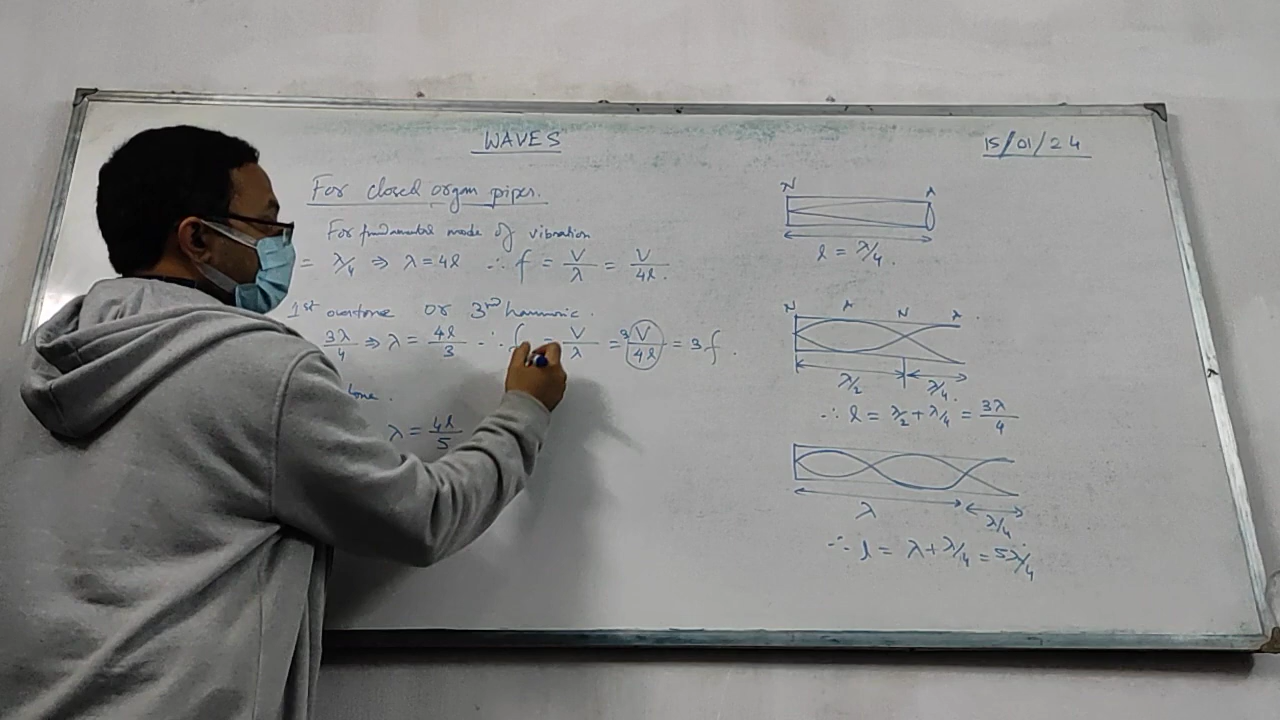 WAVES
15/01/24
For closed organ pipes.
For fundamental mode of vibration
= λ/4 ⇒ λ = 4l ∴ f = V/λ = V/4l.
1st overtone or 3rd harmonic.
3λ/4 ⇒ λ = 4l/3 ∴ f = V/λ = 3 V/4l = 3f.
tone.
λ = 4l/5
N A
l = λ/4.
N A N A.
λ/2 λ/4.
∴ l = λ/2 + λ/4 = 3λ/4
λ λ/4.
∴ l = λ + λ/4 = 5λ/4